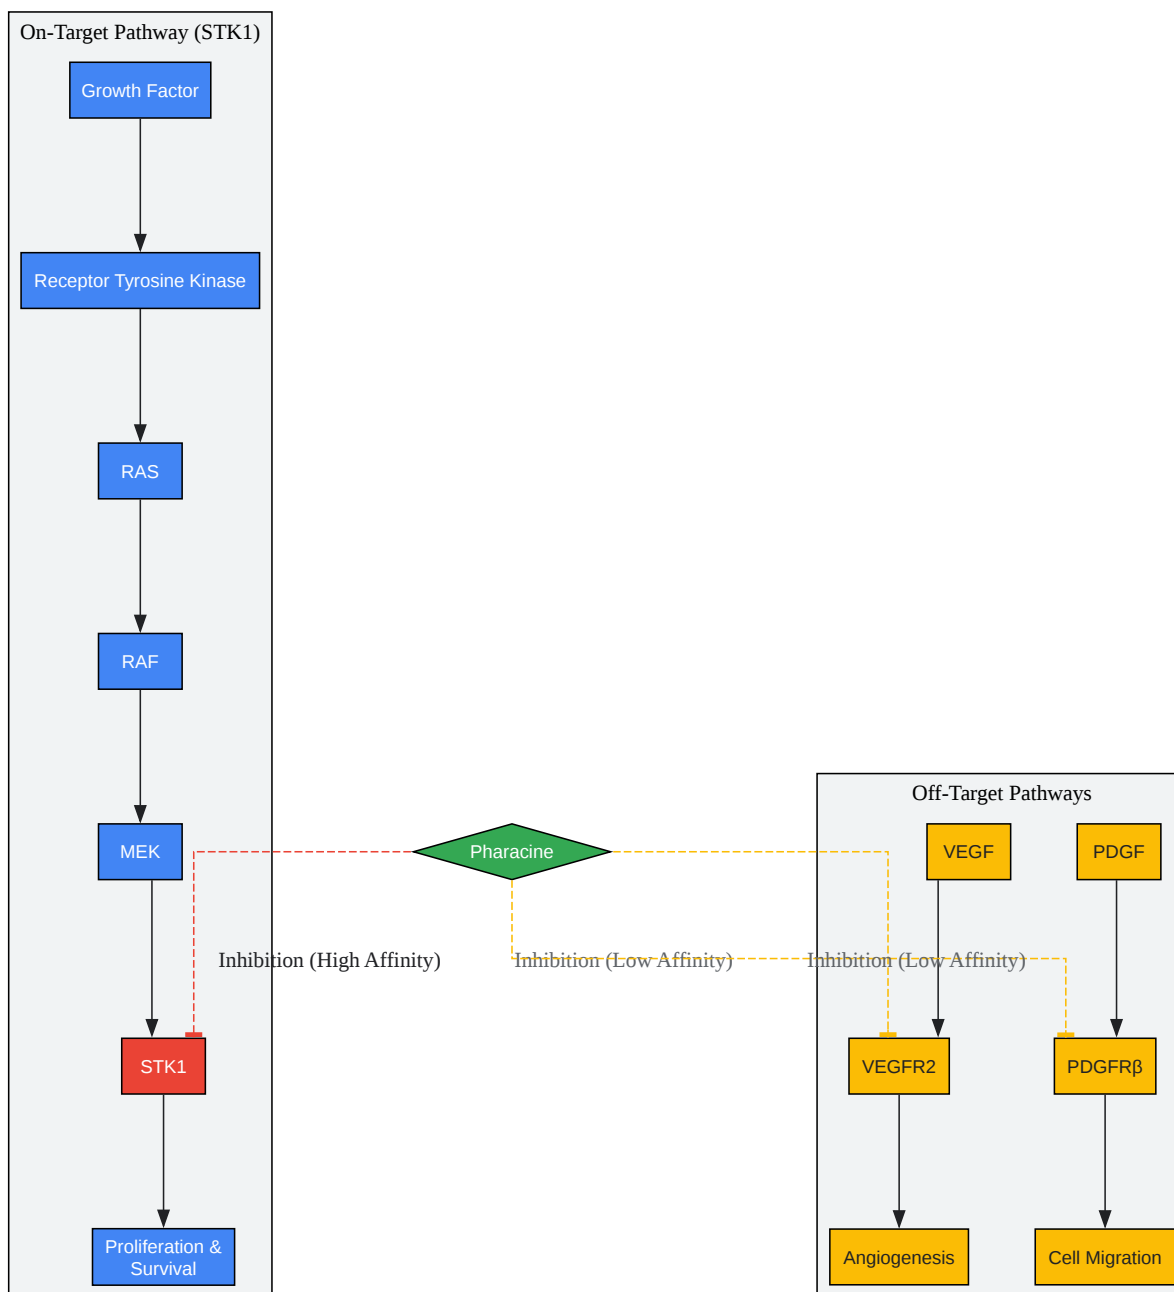 On-Target Pathway (STK1)
Growth Factor
Receptor Tyrosine Kinase
RAS
RAF
MEK
Pharacine
Off-Target Pathways
VEGF
PDGF
Inhibition (High Affinity)
Inhibition (Low Affinity)
Inhibition (Low Affinity)
STK1
VEGFR2
PDGFRβ
Proliferation &
Survival
Angiogenesis
Cell Migration